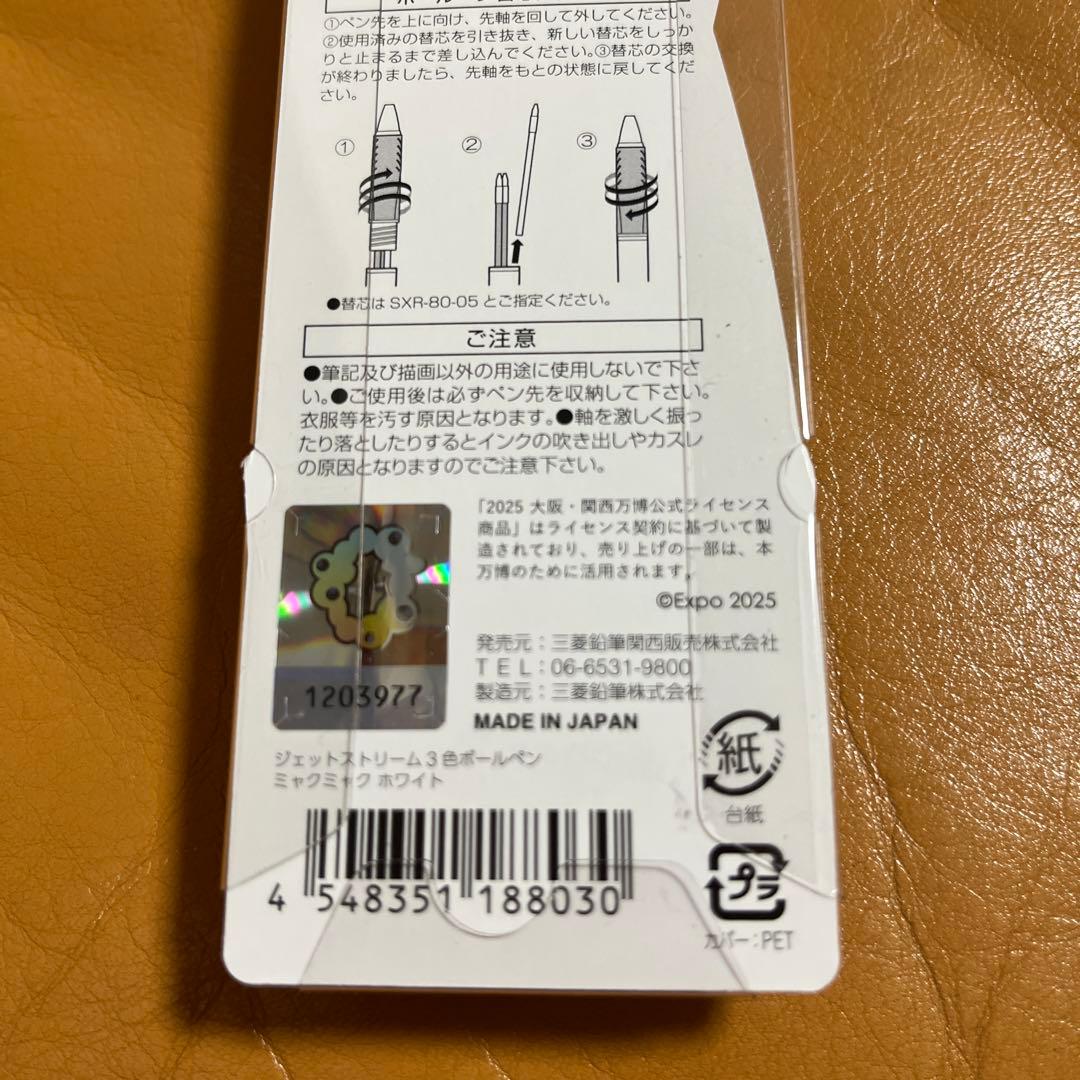 ①ペン先を上に向け、先軸を回して外してください。
②使用済みの替芯を引き抜き、新しい替芯をしっか
りと止まるまで差し込んでください。③替芯の交換
が終わりましたら、先軸をもとの状態に戻してくだ
さい。
① ② ③
●替芯は SXR-80-05 とご指定ください。
ご注意
●筆記及び描画以外の用途に使用しないで下さ
い。●ご使用後は必ずペン先を収納して下さい。
衣服等を汚す原因となります。●軸を激しく振っ
たり落としたりするとインクの吹き出しやカスレ
の原因となりますのでご注意下さい。
「2025 大阪・関西万博公式ライセンス
商品」はライセンス契約に基づいて製
造されており、売り上げの一部は、本
万博のために活用されます。
©Expo 2025
発売元：三菱鉛筆関西販売株式会社
TEL：06-6531-9800
製造元：三菱鉛筆株式会社
MADE IN JAPAN
1203977
ジェットストリーム3色ボールペン
ミャクミャク ホワイト
紙
台紙
プラ
カバー：PET
4 548351 188030